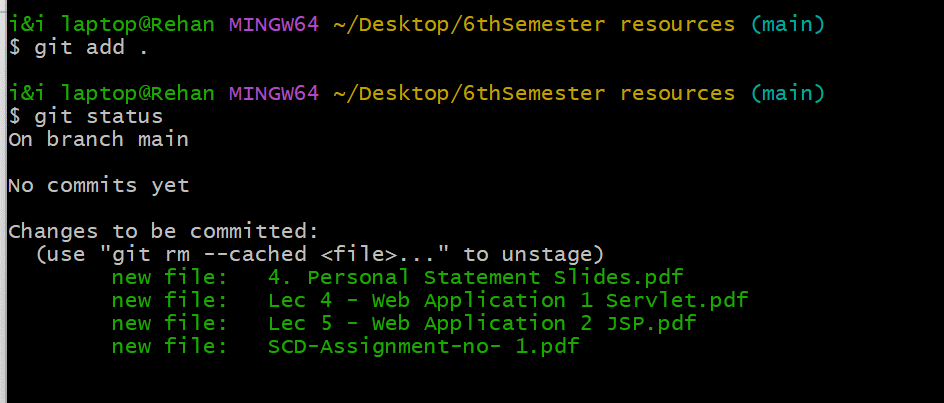 i&i laptop@Rehan MINGW64 ~/Desktop/6thSemester resources (main)
$ git add .
i&i laptop@Rehan MINGW64 ~/Desktop/6thSemester resources (main)
$ git status
On branch main
No commits yet
Changes to be committed:
  (use "git rm --cached <file>..." to unstage)
        new file:   4. Personal Statement Slides.pdf
        new file:   Lec 4 - Web Application 1 Servlet.pdf
        new file:   Lec 5 - Web Application 2 JSP.pdf
        new file:   SCD-Assignment-no- 1.pdf